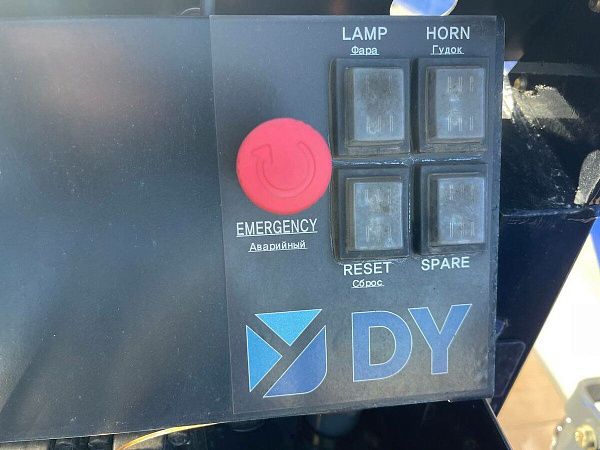 LAMP
Фара
HORN
Гудок
EMERGENCY
Аварийный
RESET
Сброс
SPARE
DY